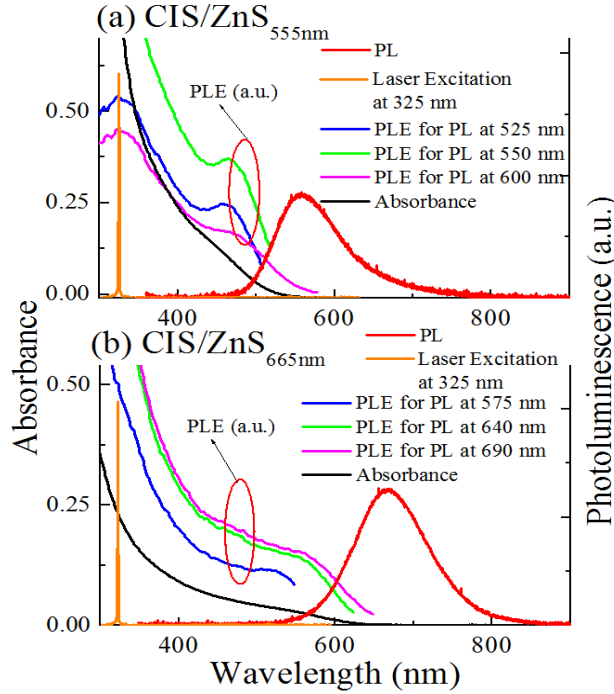 (a) CIS/ZnS 555nm
PL
Laser Excitation
at 325 nm
PLE for PL at 525 nm
PLE for PL at 550 nm
PLE for PL at 600 nm
Absorbance
PLE (a.u.)
0.50
0.25
0.00
400 600 800
(b) CIS/ZnS 665nm
PL
Laser Excitation
at 325 nm
PLE for PL at 575 nm
PLE for PL at 640 nm
PLE for PL at 690 nm
Absorbance
PLE (a.u.)
0.50
0.25
0.00
400 600 800
Wavelength (nm)
Absorbance
Photoluminescence (a.u.)